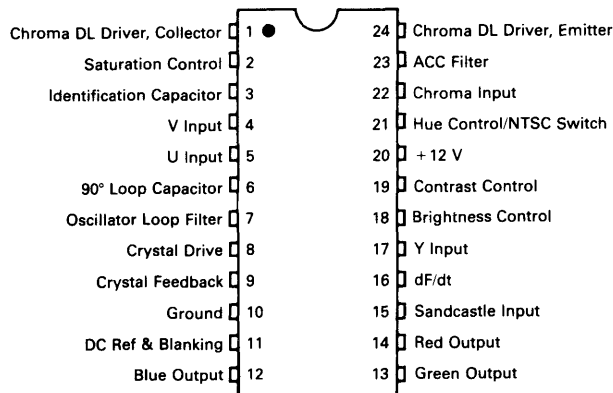 Chroma DL Driver, Collector 1 24 Chroma DL Driver, Emitter
Saturation Control 2 23 ACC Filter
Identification Capacitor 3 22 Chroma Input
V Input 4 21 Hue Control/NTSC Switch
U Input 5 20 + 12 V
90° Loop Capacitor 6 19 Contrast Control
Oscillator Loop Filter 7 18 Brightness Control
Crystal Drive 8 17 Y Input
Crystal Feedback 9 16 dF/dt
Ground 10 15 Sandcastle Input
DC Ref & Blanking 11 14 Red Output
Blue Output 12 13 Green Output